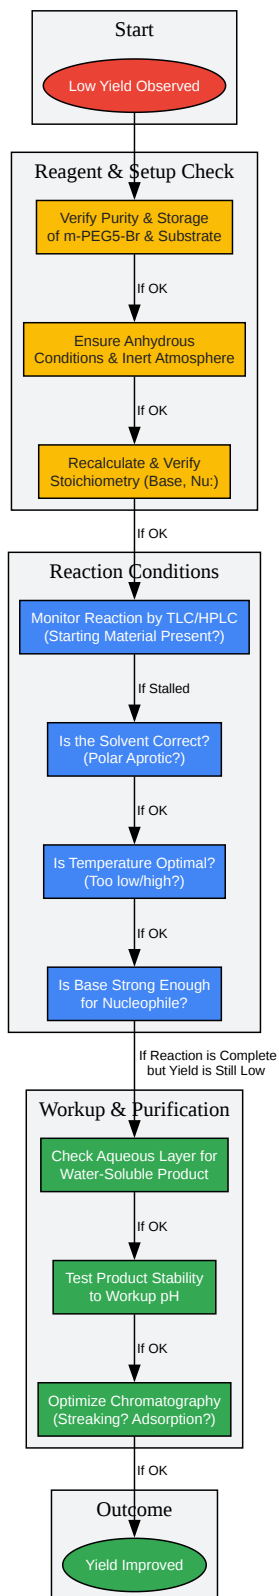 Start
Low Yield Observed
Reagent & Setup Check
Verify Purity & Storage
of m-PEG5-Br & Substrate
If OK
Ensure Anhydrous
Conditions & Inert Atmosphere
If OK
Recalculate & Verify
Stoichiometry (Base, Nu:)
If OK
Reaction Conditions
Monitor Reaction by TLC/HPLC
(Starting Material Present?)
If Stalled
Is the Solvent Correct?
(Polar Aprotic?)
If OK
Is Temperature Optimal?
(Too low/high?)
If OK
Is Base Strong Enough
for Nucleophile?
If Reaction is Complete
but Yield is Still Low
Workup & Purification
Check Aqueous Layer for
Water-Soluble Product
If OK
Test Product Stability
to Workup pH
If OK
Optimize Chromatography
(Streaking? Adsorption?)
If OK
Outcome
Yield Improved